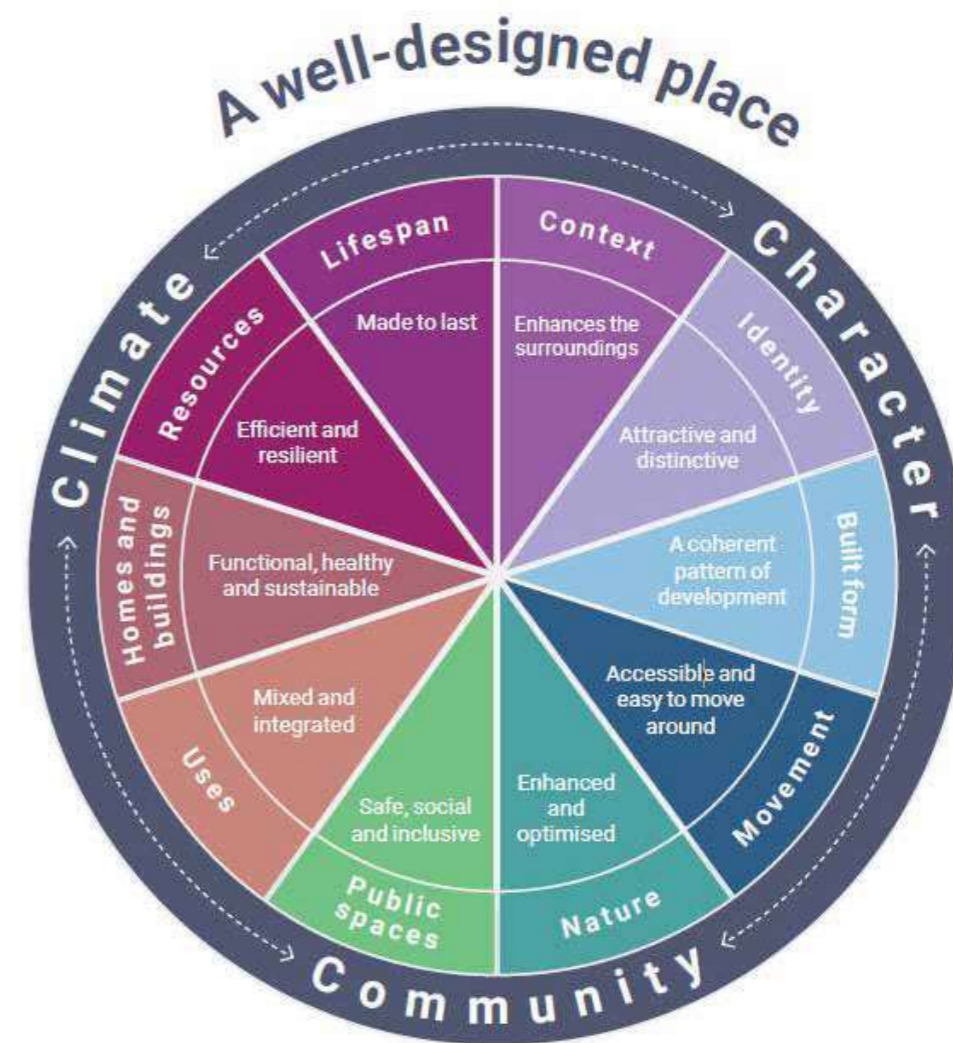 A well-designed place
Climate
Character
Community
Context
Enhances the
surroundings
Identity
Attractive and
distinctive
Built form
A coherent
pattern of
development
Movement
Accessible and
easy to move
around
Nature
Enhanced
and
optimised
Public
spaces
Safe, social
and inclusive
Uses
Mixed and
integrated
Homes and
buildings
Functional, healthy
and sustainable
Resources
Efficient and
resilient
Lifespan
Made to last